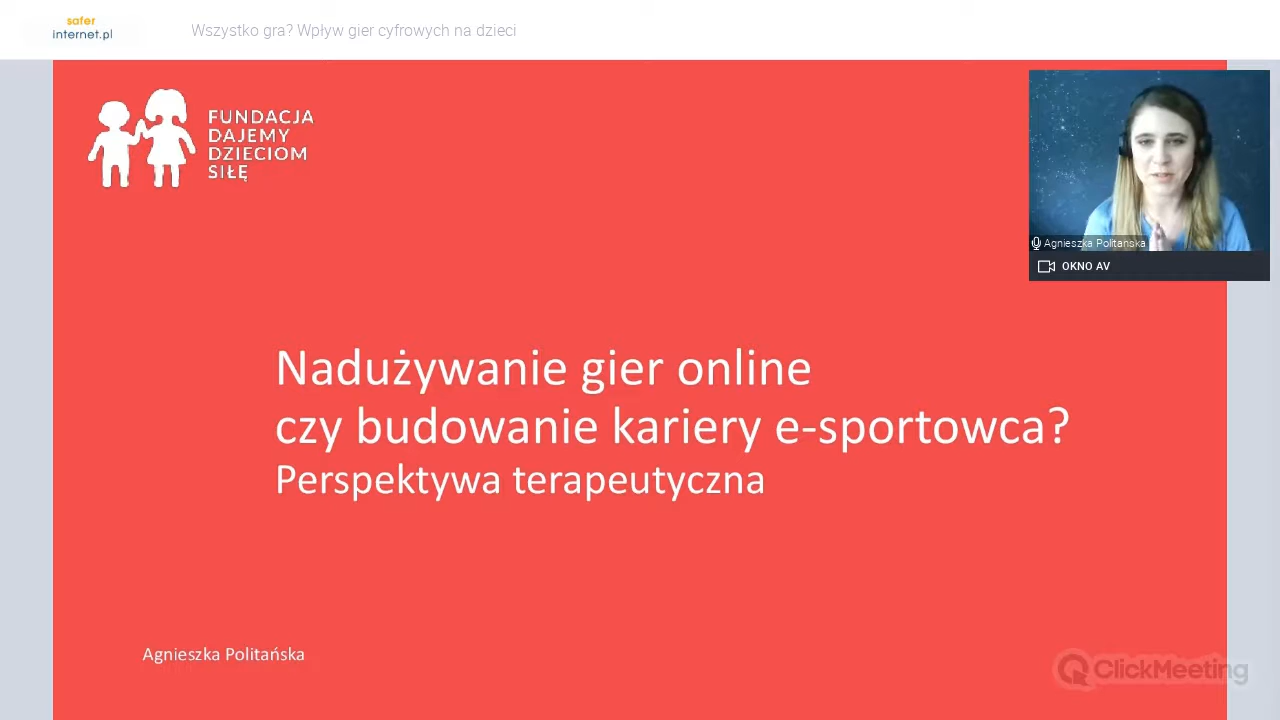 safer
internet.pl
Wszystko gra? Wpływ gier cyfrowych na dzieci
FUNDACJA
DAJEMY
DZIECIOM
SIŁĘ
Agnieszka Politanska
OKNO AV
Nadużywanie gier online
czy budowanie kariery e-sportowca?
Perspektywa terapeutyczna
Agnieszka Politańska
ClickMeeting